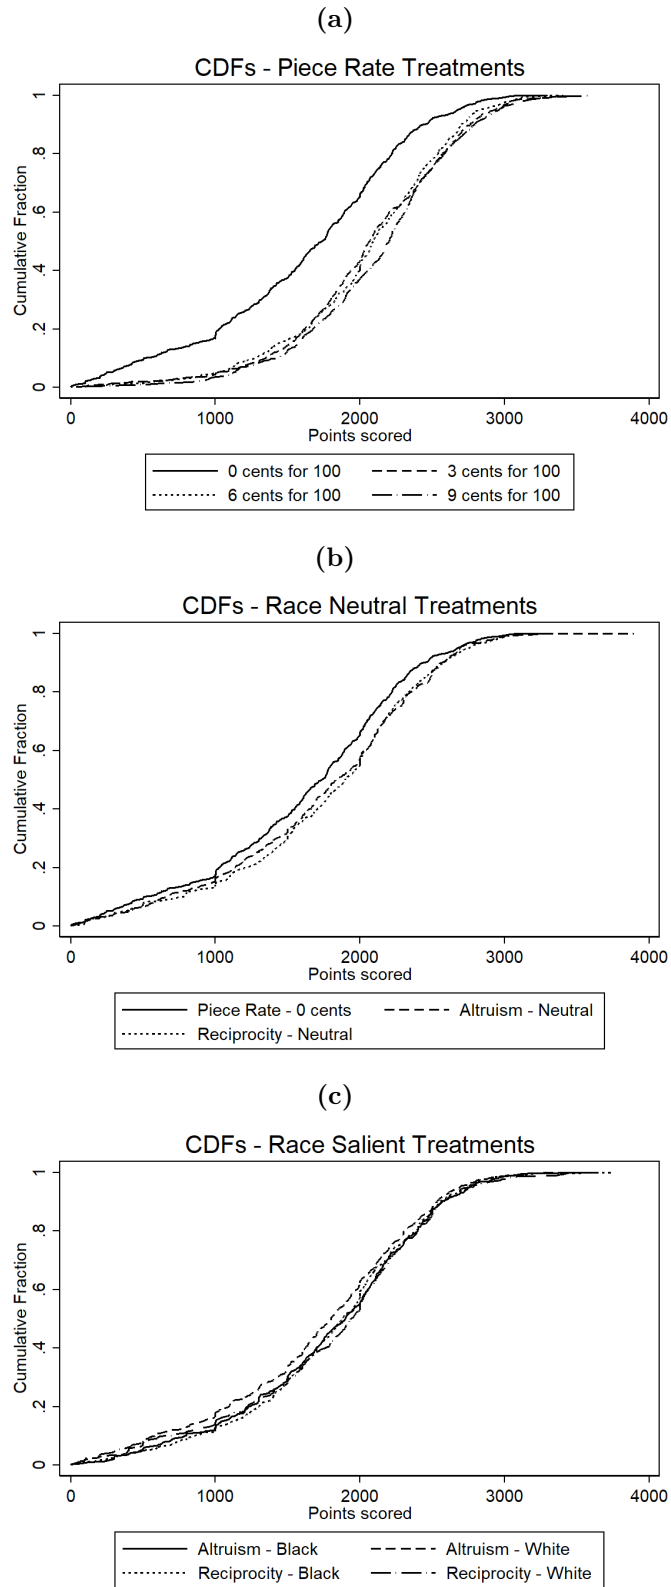 (a)
CDFs - Piece Rate Treatments
Cumulative Fraction
1
.8
.6
.4
.2
0
0 1000 2000 3000 4000
Points scored
0 cents for 100 3 cents for 100
6 cents for 100 9 cents for 100
(b)
CDFs - Race Neutral Treatments
Cumulative Fraction
1
.8
.6
.4
.2
0
0 1000 2000 3000 4000
Points scored
Piece Rate - 0 cents Altruism - Neutral
Reciprocity - Neutral
(c)
CDFs - Race Salient Treatments
Cumulative Fraction
1
.8
.6
.4
.2
0
0 1000 2000 3000 4000
Points scored
Altruism - Black Altruism - White
Reciprocity - Black Reciprocity - White